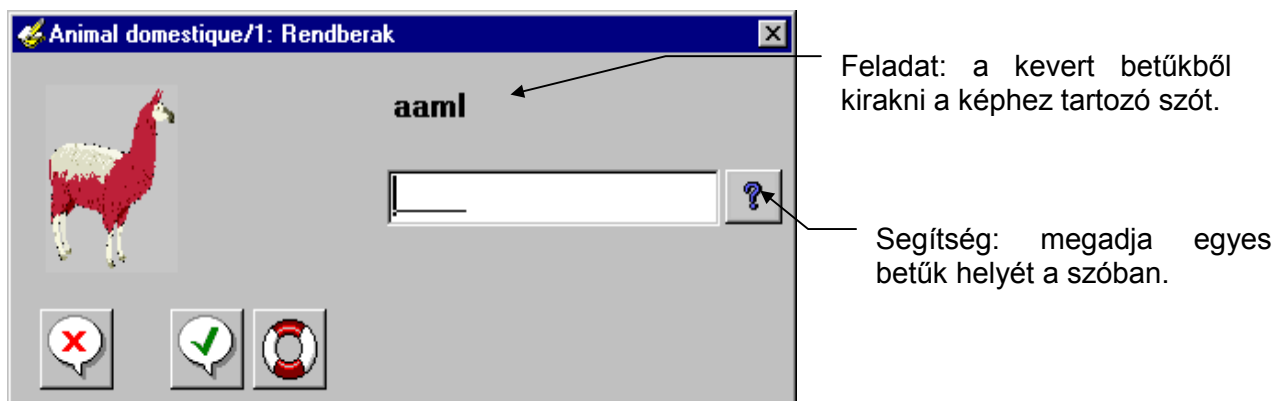 Animal domestique/1: Rendberak
aaml
Feladat: a kevert betűkből
kirakni a képhez tartozó szót.
Segítség: megadja egyes
betűk helyét a szóban.